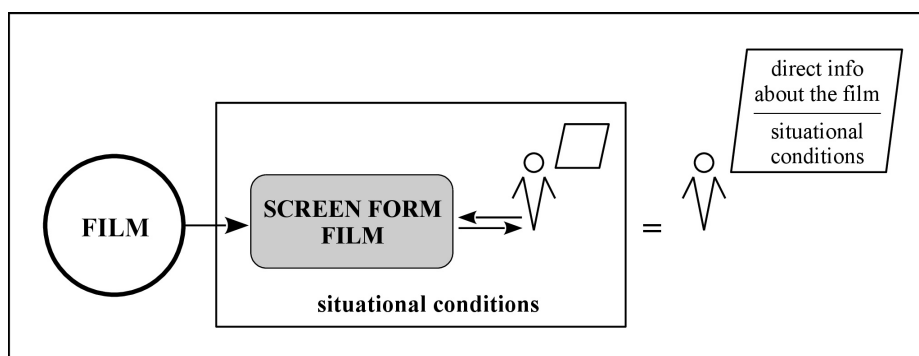 FILM
SCREEN FORM
FILM
situational conditions
=
direct info
about the film
situational
conditions